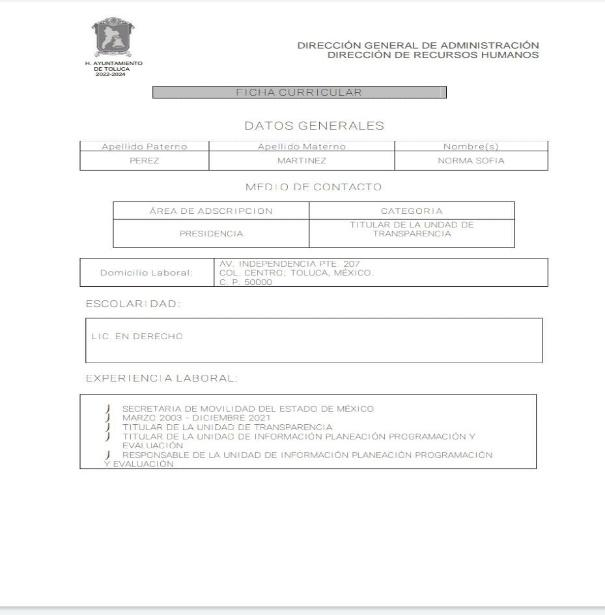 H. AYUNTAMIENTO
DE TOLUCA
2022-2024
DIRECCIÓN GENERAL DE ADMINISTRACIÓN
DIRECCIÓN DE RECURSOS HUMANOS
FICHA CURRICULAR
DATOS GENERALES
Apellido Paterno Apellido Materno Nombre(s)
PEREZ MARTINEZ NORMA SOFIA
MEDIO DE CONTACTO
ÁREA DE ADSCRIPCION CATEGORIA
PRESIDENCIA TITULAR DE LA UNDAD DE
TRANSPARENCIA
Domicilio Laboral: AV. INDEPENDENCIA PTE. 207
COL. CENTRO; TOLUCA, MÉXICO.
C. P. 50000
ESCOLARIDAD:
LIC. EN DERECHO
EXPERIENCIA LABORAL:
SECRETARIA DE MOVILIDAD DEL ESTADO DE MÉXICO
MARZO 2003 - DICIEMBRE 2021
TITULAR DE LA UNIDAD DE TRANSPARENCIA
TITULAR DE LA UNIDAD DE INFORMACIÓN PLANEACIÓN PROGRAMACIÓN Y
EVALUACIÓN
RESPONSABLE DE LA UNIDAD DE INFORMACIÓN PLANEACIÓN PROGRAMACIÓN
Y EVALUACIÓN